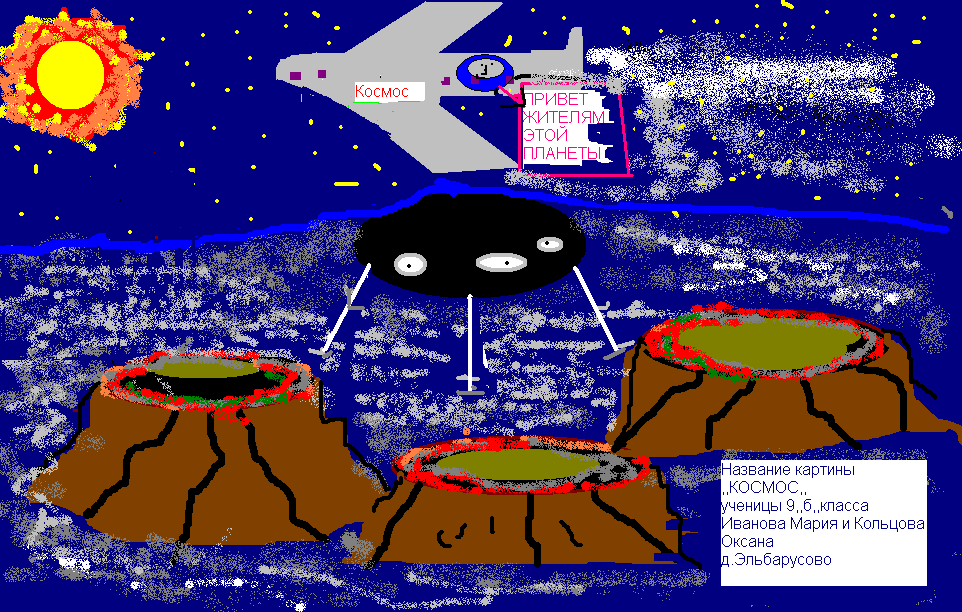 Космос
ПРИВЕТ
ЖИТЕЛЯМ
ЭТОЙ
ПЛАНЕТЫ
Название картины
,,КОСМОС,,
ученицы 9,,б,,класса
Иванова Мария и Кольцова
Оксана
д.Эльбарусово